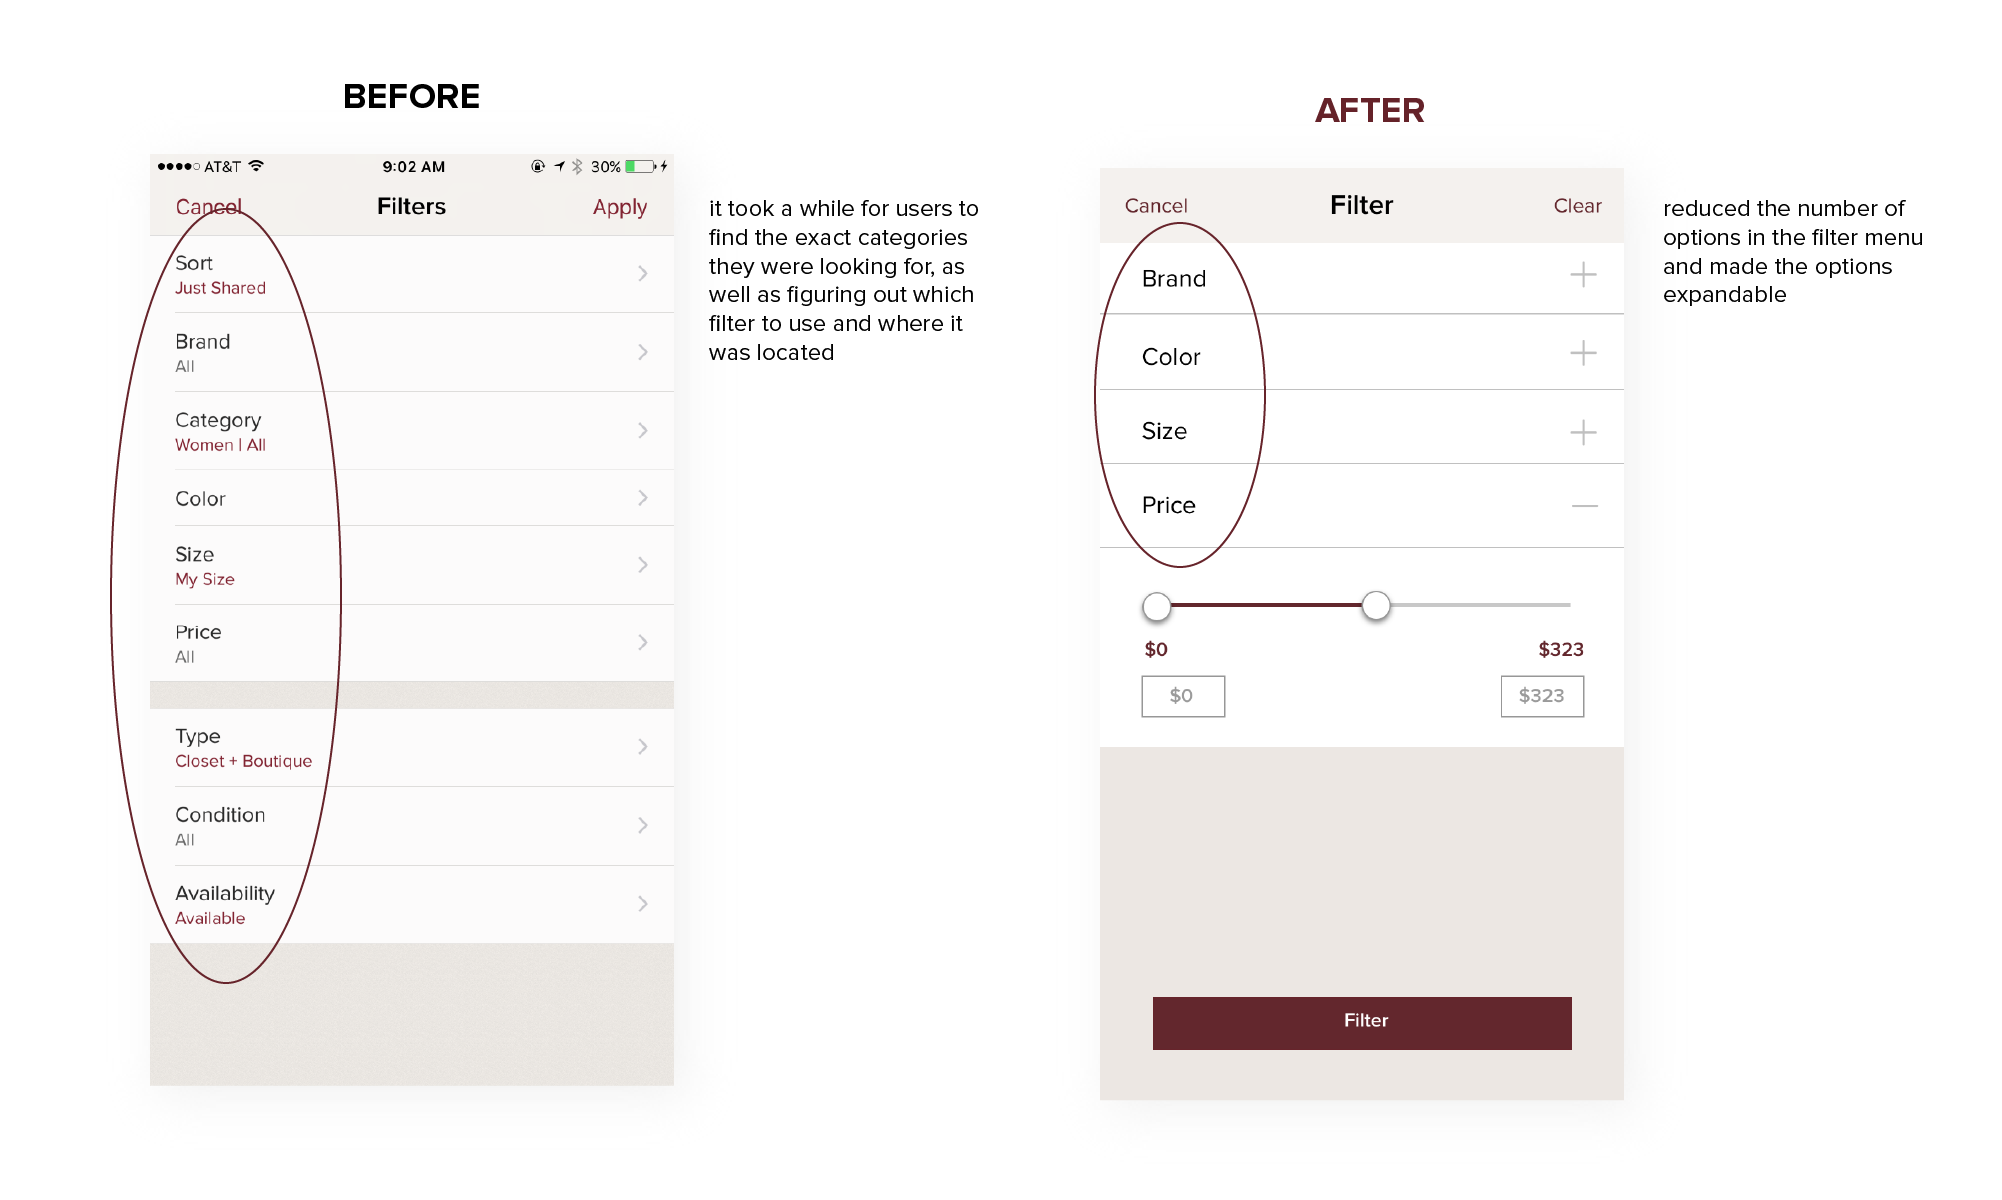 BEFORE
AT&T 9:02 AM 30%
Cancel Filters Apply
Sort
Just Shared
Brand
All
Category
Women | All
Color
Size
My Size
Price
All
Type
Closet + Boutique
Condition
All
Availability
Available
it took a while for users to
find the exact categories
they were looking for, as
well as figuring out which
filter to use and where it
was located
AFTER
Cancel Filter Clear
Brand
Color
Size
Price
$0 $323
$0 $323
Filter
reduced the number of
options in the filter menu
and made the options
expandable